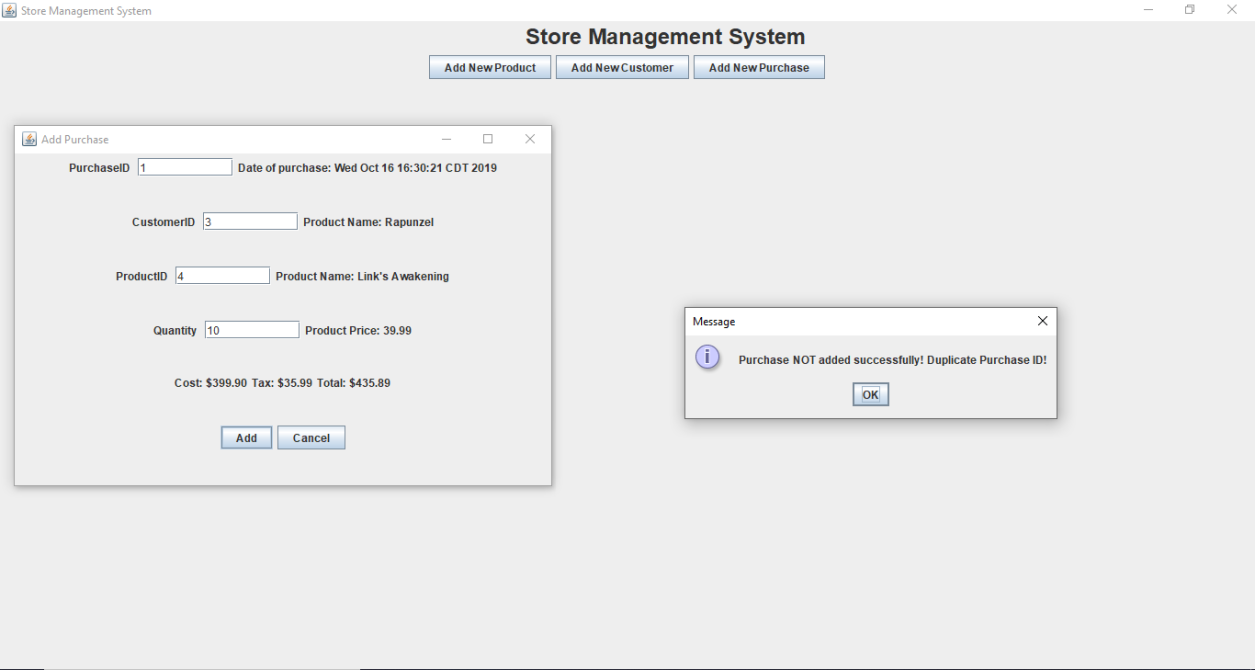 Store Management System
Store Management System
Add New Product Add New Customer Add New Purchase
Add Purchase
PurchaseID 1 Date of purchase: Wed Oct 16 16:30:21 CDT 2019
CustomerID 3 Product Name: Rapunzel
ProductID 4 Product Name: Link's Awakening
Quantity 10 Product Price: 39.99
Cost: $399.90 Tax: $35.99 Total: $435.89
Add Cancel
Message
i Purchase NOT added successfully! Duplicate Purchase ID!
OK